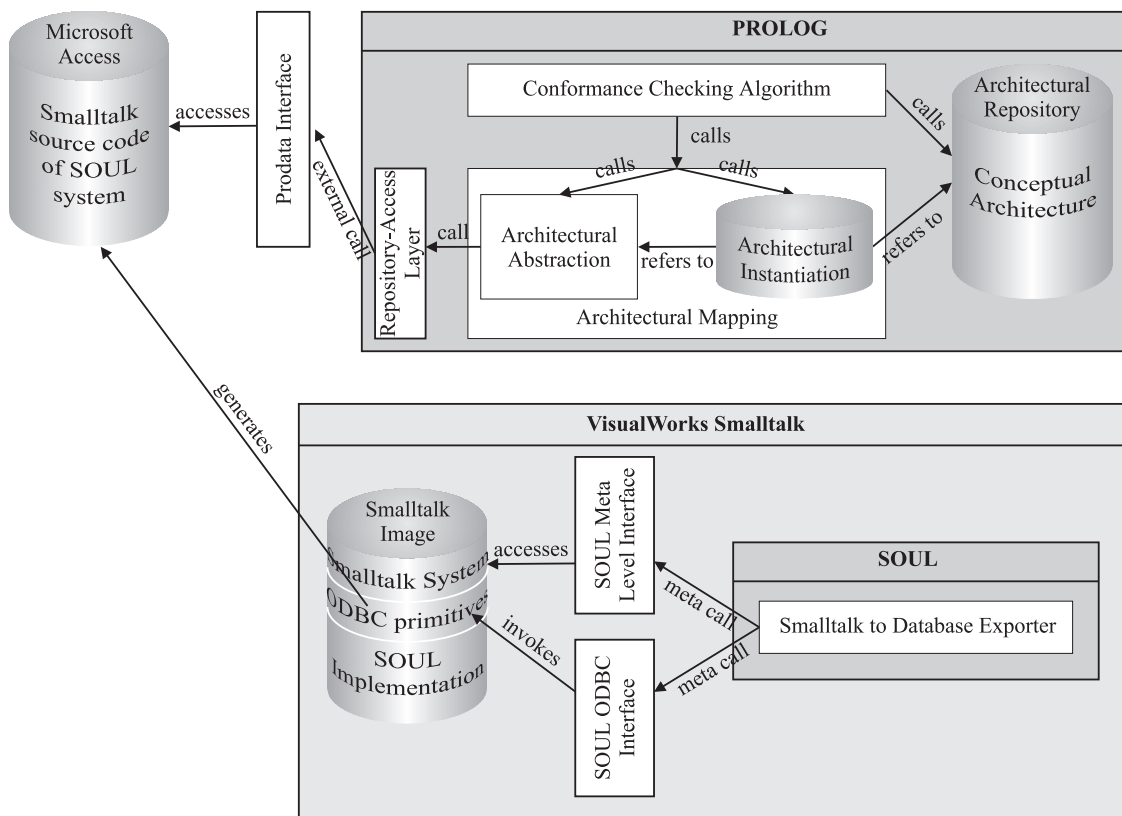 Microsoft
Access
Smalltalk
source code
of SOUL
system
accesses
Prodata Interface
external call
PROLOG
Conformance Checking Algorithm
calls
calls
calls
calls
Architectural
Repository
Conceptual
Architecture
Repository-Access
Layer
call
Architectural
Abstraction
refers to
Architectural
Instantiation
refers to
Architectural Mapping
generates
VisualWorks Smalltalk
Smalltalk
Image
Smalltalk System
ODBC primitives
SOUL
Implementation
accesses
invokes
SOUL Meta
Level Interface
SOUL ODBC
Interface
meta call
meta call
SOUL
Smalltalk to Database Exporter